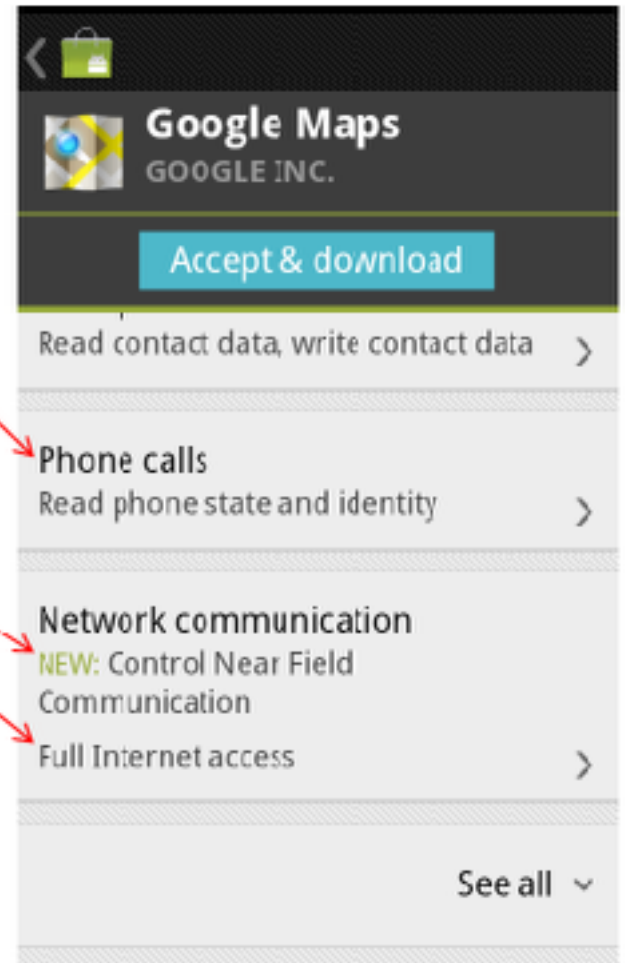 Google Maps
GOOGLE INC.
Accept & download
Read contact data, write contact data
Phone calls
Read phone state and identity
Network communication
NEW: Control Near Field
Communication
Full Internet access
See all